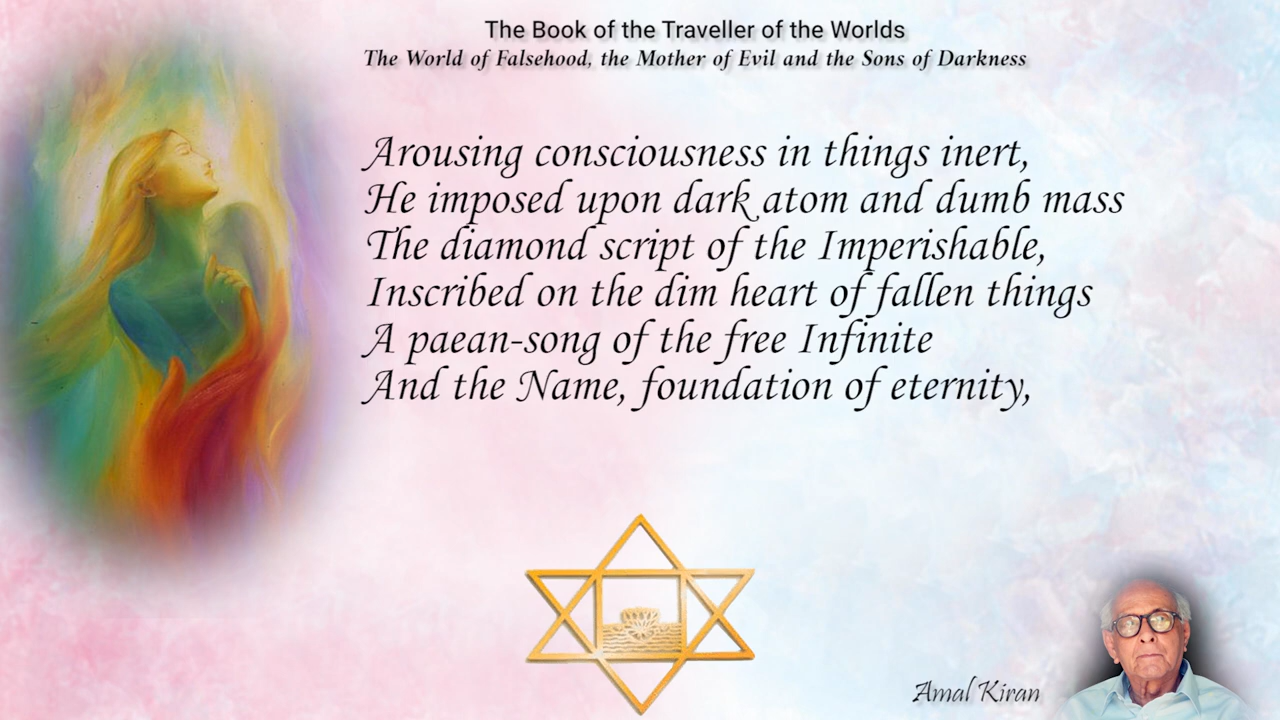 The Book of the Traveller of the Worlds
The World of Falsehood, the Mother of Evil and the Sons of Darkness
Arousing consciousness in things inert,
He imposed upon dark atom and dumb mass
The diamond script of the Imperishable,
Inscribed on the dim heart of fallen things
A paean-song of the free Infinite
And the Name, foundation of eternity,
Amal Kiran